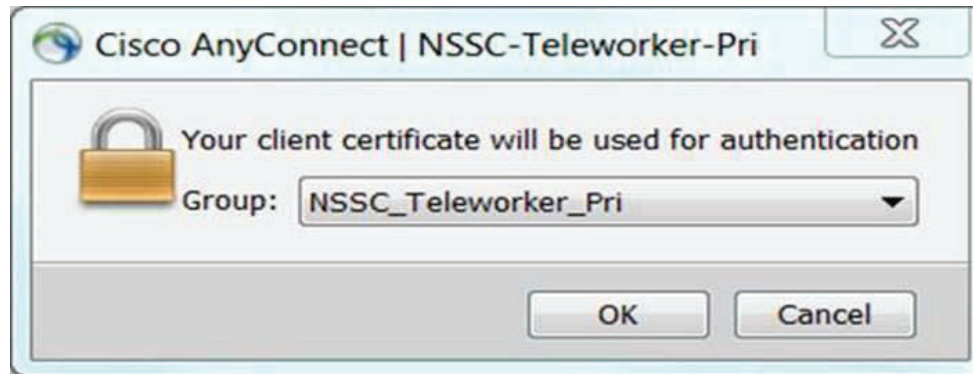 Cisco AnyConnect | NSSC-Teleworker-Pri
Your client certificate will be used for authentication
Group: NSSC_Teleworker_Pri
OK Cancel